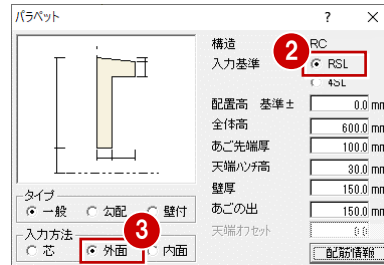 パラペット ? ×
構造 RC
入力基準 2 RSL
4SL
配置高 基準± 0.0 mm
全体高 600.0 mm
あご先端厚 100.0 mm
天端ハンチ高 30.0 mm
壁厚 150.0 mm
あごの出 150.0 mm
天端オフセット 0.0 mm
配筋情報
タイプ
一般 勾配 壁付
入力方法 3
芯 外面 内面